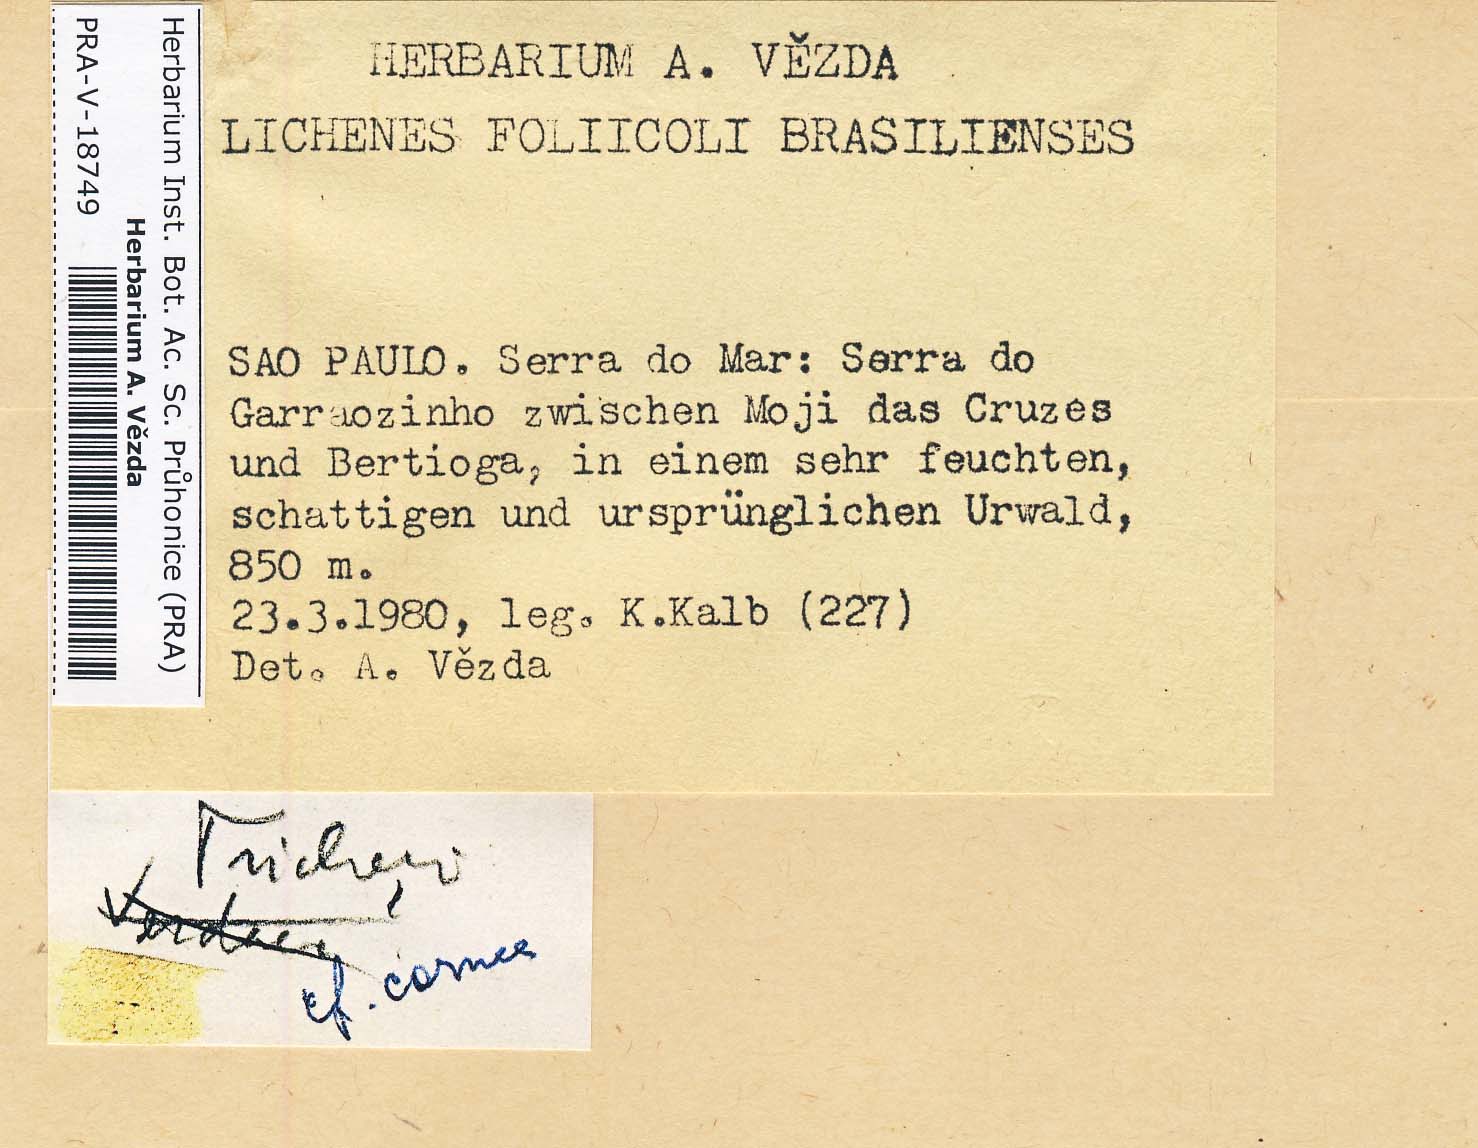 HERBARIUM A. VĚZDA
LICHENES FOLIICOLI BRASILIENSES
SAO PAULO. Serra do Mar: Serra do
Garraozinho zwischen Moji das Cruzes
und Bertioga, in einem sehr feuchten,
schattigen und ursprünglichen Urwald,
850 m.
23.3.1980, leg. K.Kalb (227)
Det. A. Vězda
Herbarium Inst. Bot. Ac. Sc. Průhonice (PRA)
Herbarium A. Vězda
PRA-V-18749
cf.